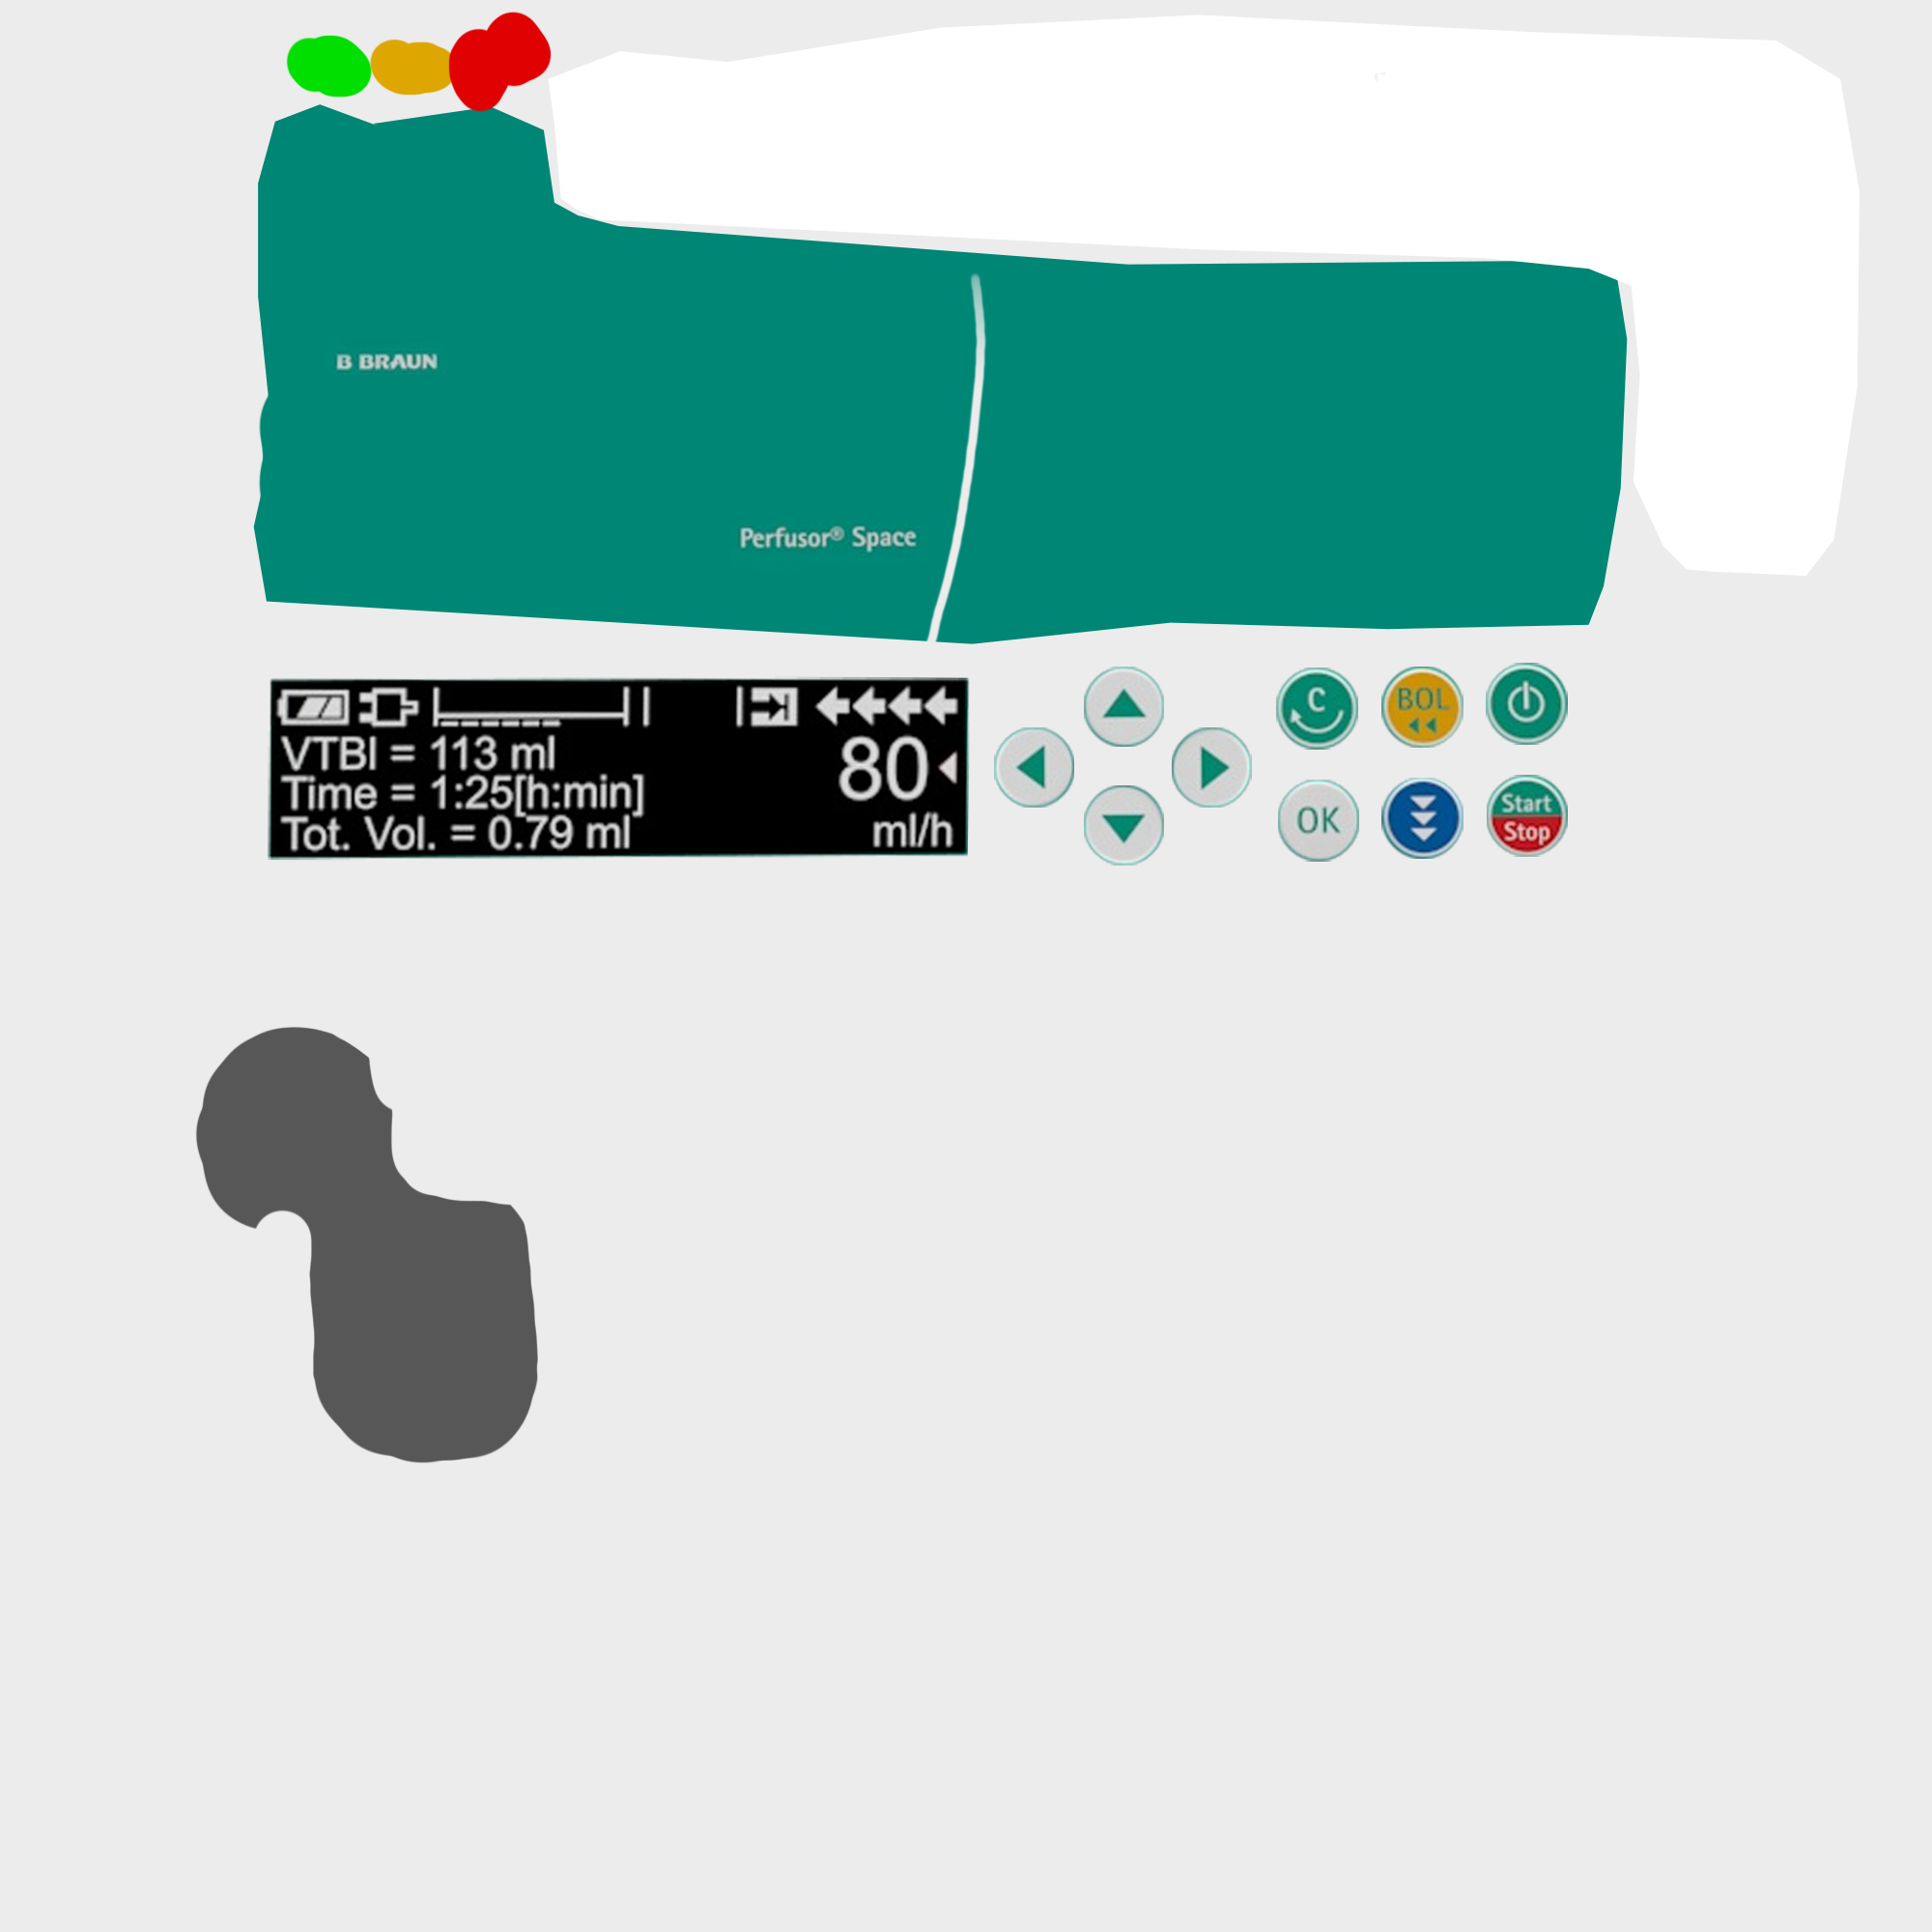 B BRAUN
Perfusor® Space
VTBI = 113 ml
80
Time = 1:25[h:min]
Tot. Vol. = 0.79 ml
ml/h
C
BOL
OK
Start
Stop